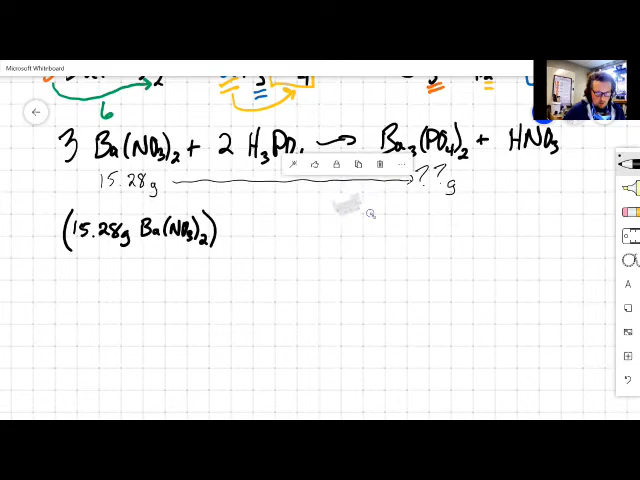 Microsoft Whiteboard
6
3 Ba(NO3)2 + 2 H3PO4 → Ba3(PO4)2 + HNO3
15.28g → ??g
(15.28g Ba(NO3)2)